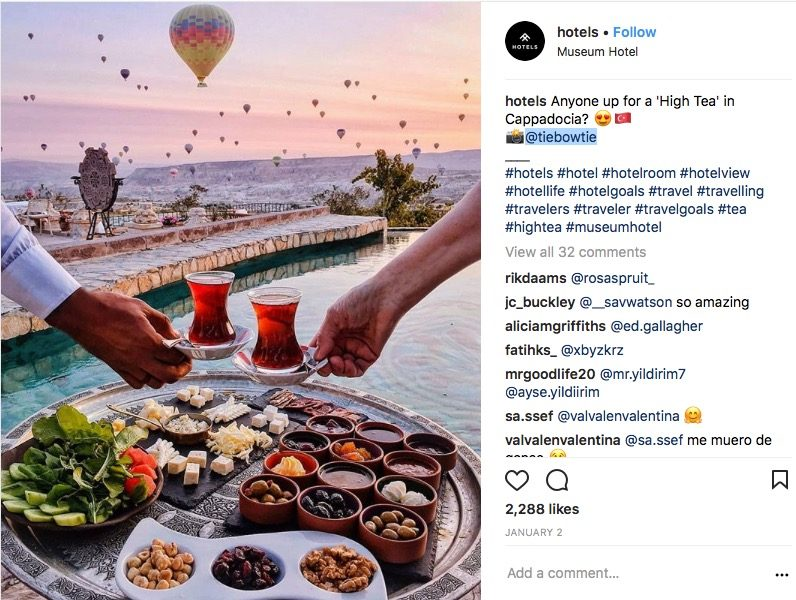 HOTELS
hotels • Follow
Museum Hotel
hotels Anyone up for a 'High Tea' in
Cappadocia? 😍🇹🇷
📸@tiebowtie
___
#hotels #hotel #hotelroom #hotelview
#hotellife #hotelgoals #travel #travelling
#travelers #traveler #travelgoals #tea
#hightea #museumhotel
View all 32 comments
rikdaams @rosaspruit_
jc_buckley @__savwatson so amazing
aliciamgriffiths @ed.gallagher
fatihks_ @xbyzkrz
mrgoodlife20 @mr.yildirim7
@ayse.yildiirim
sa.ssef @valvalenvalentina 🤗
valvalenvalentina @sa.ssef me muero de
2,288 likes
JANUARY 2
Add a comment...